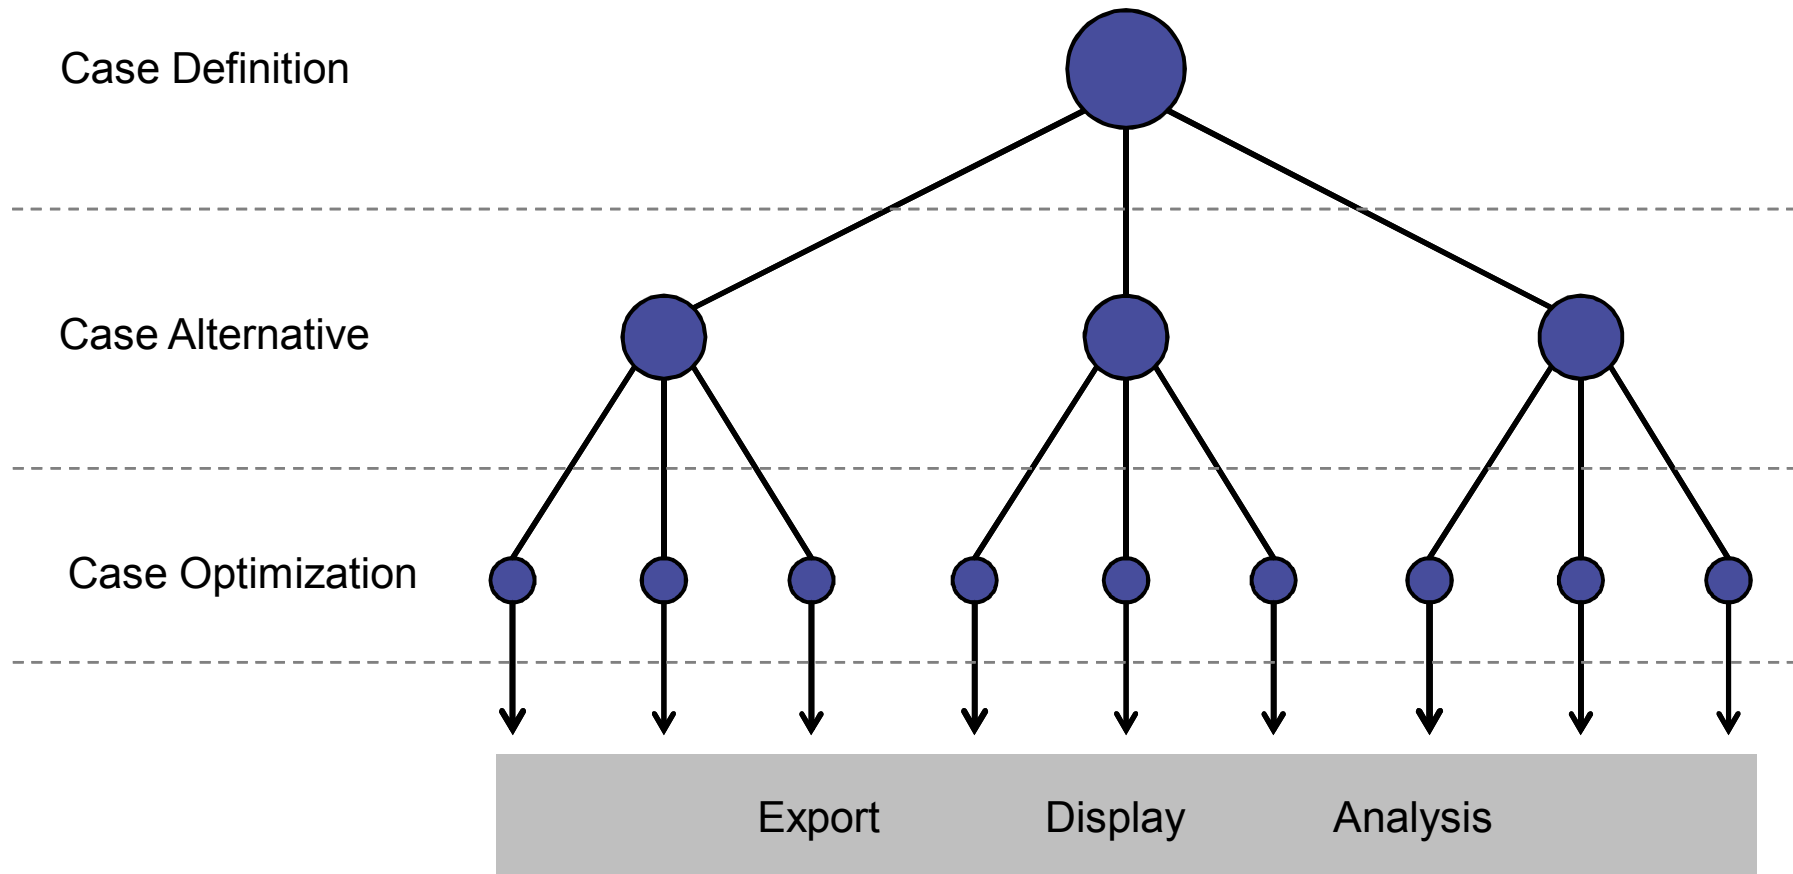 Case Definition
Case Alternative
Case Optimization
Export Display Analysis